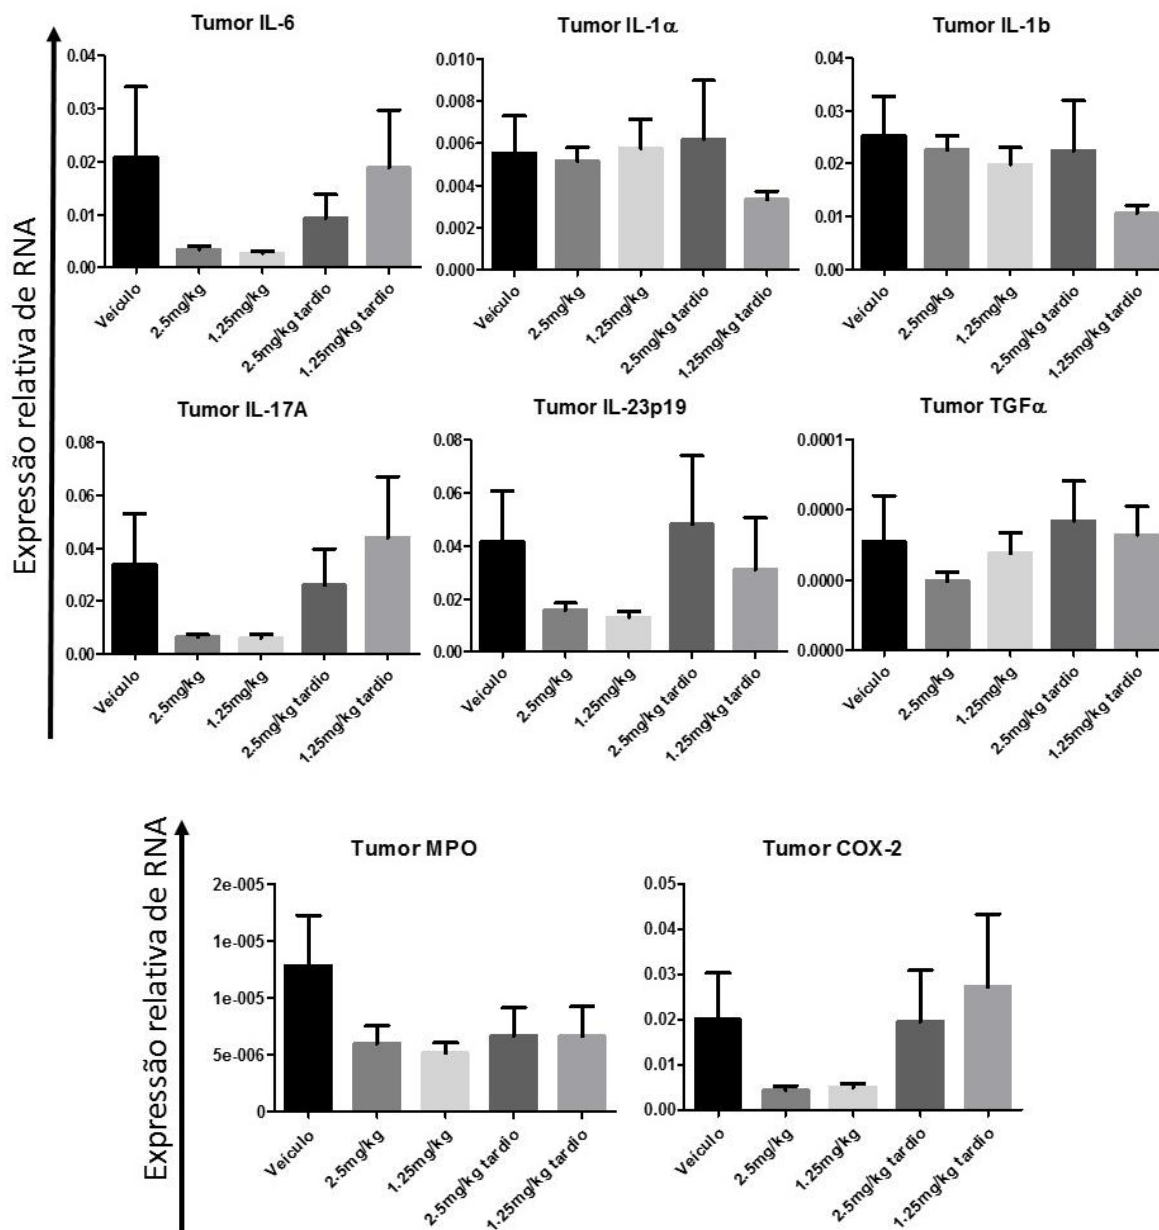 Expressão relativa de RNA
Tumor IL-6
0.04
0.03
0.02
0.01
0.00
Veículo
2.5mg/kg
1.25mg/kg
2.5mg/kg tardio
1.25mg/kg tardio
Tumor IL-1α
0.010
0.008
0.006
0.004
0.002
0.000
Veículo
2.5mg/kg
1.25mg/kg
2.5mg/kg tardio
1.25mg/kg tardio
Tumor IL-1b
0.04
0.03
0.02
0.01
0.00
Veículo
2.5mg/kg
1.25mg/kg
2.5mg/kg tardio
1.25mg/kg tardio
Tumor IL-17A
0.08
0.06
0.04
0.02
0.00
Veículo
2.5mg/kg
1.25mg/kg
2.5mg/kg tardio
1.25mg/kg tardio
Tumor IL-23p19
0.08
0.06
0.04
0.02
0.00
Veículo
2.5mg/kg
1.25mg/kg
2.5mg/kg tardio
1.25mg/kg tardio
Tumor TGFα
0.0001
0.0000
0.0000
0.0000
Veículo
2.5mg/kg
1.25mg/kg
2.5mg/kg tardio
1.25mg/kg tardio
Expressão relativa de RNA
Tumor MPO
2e-005
1e-005
1e-005
5e-006
0
Veículo
2.5mg/kg
1.25mg/kg
2.5mg/kg tardio
1.25mg/kg tardio
Tumor COX-2
0.05
0.03
0.02
0.01
0.00
Veículo
2.5mg/kg
1.25mg/kg
2.5mg/kg tardio
1.25mg/kg tardio